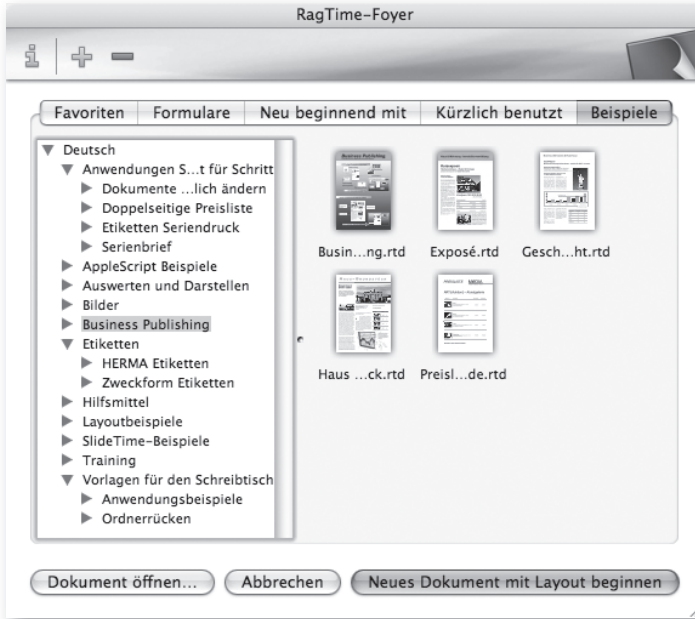 RagTime-Foyer
Favoriten Formulare Neu beginnend mit Kürzlich benutzt Beispiele
Deutsch
Anwendungen S...t für Schritt
Dokumente ...lich ändern
Doppelseitige Preisliste
Etiketten Seriendruck
Serienbrief
AppleScript Beispiele
Auswerten und Darstellen
Bilder
Business Publishing
Etiketten
HERMA Etiketten
Zweckform Etiketten
Hilfsmittel
Layoutbeispiele
SlideTime-Beispiele
Training
Vorlagen für den Schreibtisch
Anwendungsbeispiele
Ordnerrücken
Business Publishing
Busin...ng.rtd Exposé.rtd Gesch...ht.rtd
Haus ...ck.rtd Preisl...de.rtd
Dokument öffnen... Abbrechen Neues Dokument mit Layout beginnen